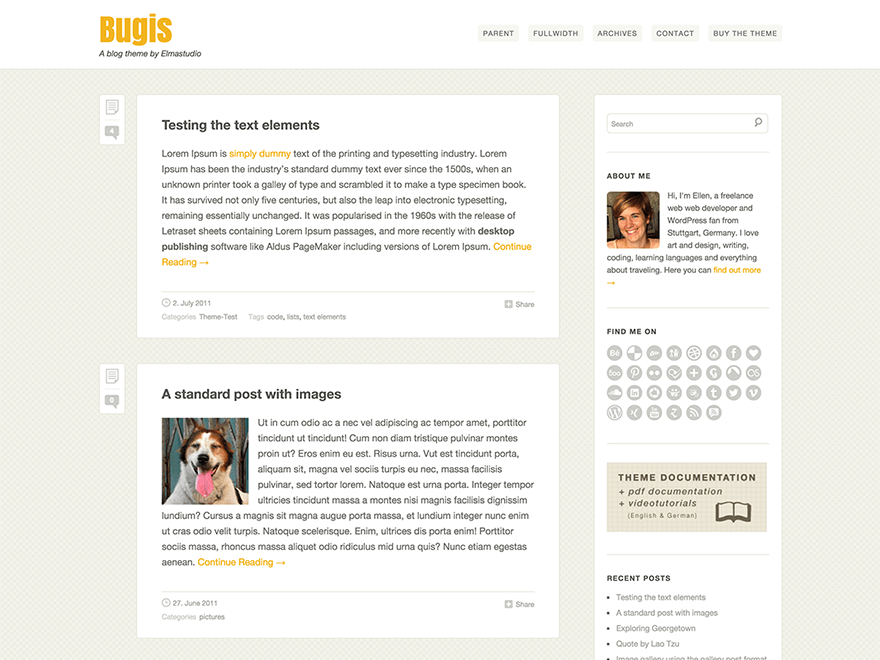 Bugis
A blog theme by Elmastudio
PARENT
FULLWIDTH
ARCHIVES
CONTACT
BUY THE THEME
4
Testing the text elements
Lorem Ipsum is simply dummy text of the printing and typesetting industry. Lorem
Ipsum has been the industry's standard dummy text ever since the 1500s, when an
unknown printer took a galley of type and scrambled it to make a type specimen book.
It has survived not only five centuries, but also the leap into electronic typesetting,
remaining essentially unchanged. It was popularised in the 1960s with the release of
Letraset sheets containing Lorem Ipsum passages, and more recently with desktop
publishing software like Aldus PageMaker including versions of Lorem Ipsum. Continue
Reading →
2. July 2011
Share
Categories Theme-Test Tags code, lists, text elements
0
A standard post with images
Ut in cum odio ac a nec vel adipiscing ac tempor amet, porttitor
tincidunt ut tincidunt! Cum non diam tristique pulvinar montes
proin ut? Eros enim eu est. Risus urna. Vut est tincidunt porta,
aliquam sit, magna vel sociis turpis eu nec, massa facilisis
pulvinar, sed tortor lorem. Natoque est urna porta. Integer tempor
ultricies tincidunt massa a montes nisi magnis facilisis dignissim
lundium? Cursus a magnis sit magna augue porta massa, et lundium integer nunc enim
ut cras odio velit turpis. Natoque scelerisque. Enim, ultrices dis porta enim! Porttitor
sociis massa, rhoncus massa aliquet odio ridiculus mid urna quis? Nunc etiam egestas
aenean. Continue Reading →
27. June 2011
Share
Categories pictures
Search
ABOUT ME
Hi, I'm Ellen, a freelance
web web developer and
WordPress fan from
Stuttgart, Germany. I love
art and design, writing,
coding, learning languages and everything
about traveling. Here you can find out more
→
FIND ME ON
THEME DOCUMENTATION
+ pdf documentation
+ videotutorials
(English & German)
RECENT POSTS
Testing the text elements
A standard post with images
Exploring Georgetown
Quote by Lao Tzu
Image gallery using the gallery post format